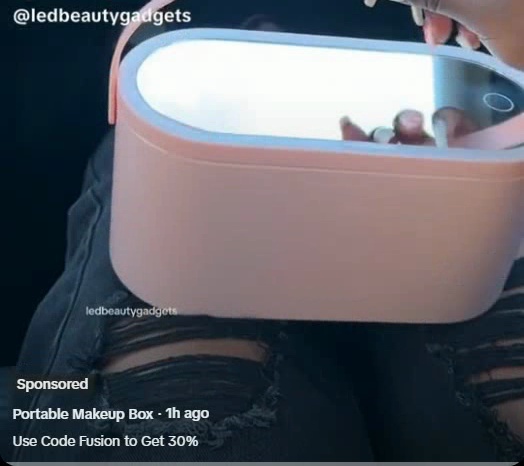 @ledbeautygadgets
ledbeautygadgets
Sponsored
Portable Makeup Box · 1h ago
Use Code Fusion to Get 30%